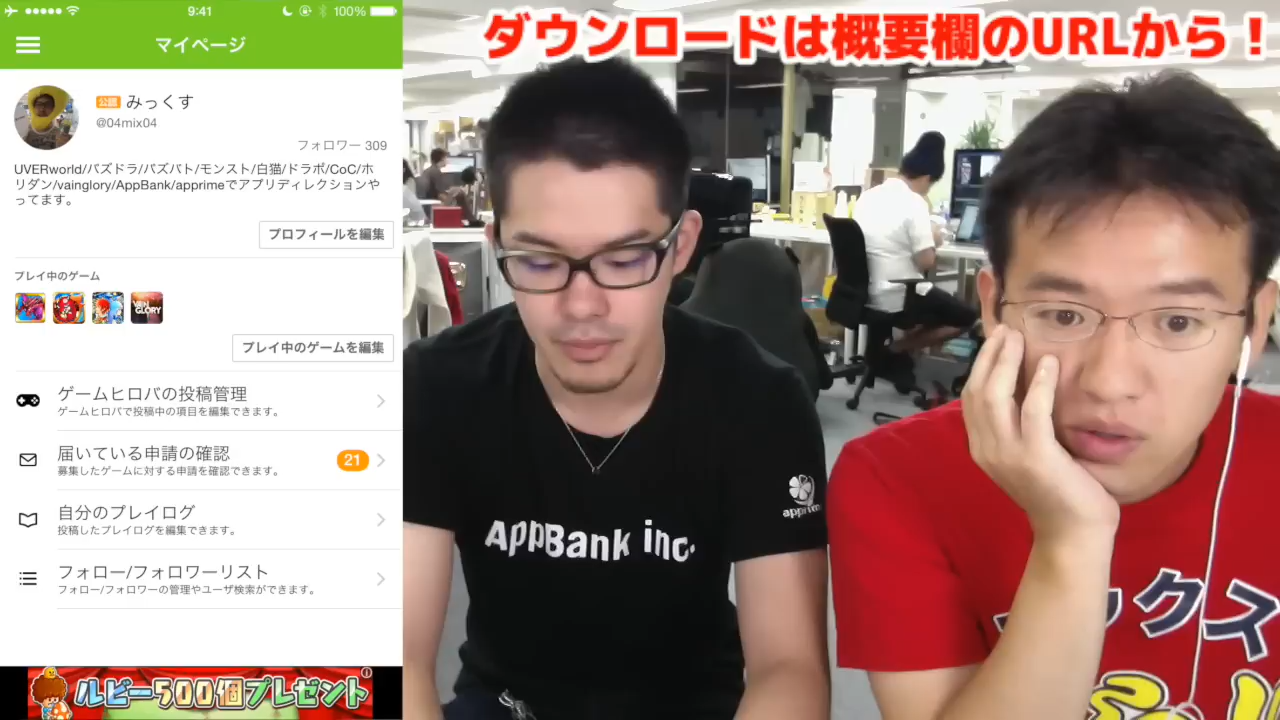 9:41
100%
マイページ
公認 みっくす
@04mix04
フォロワー 309
UVERworld/パズドラ/パズバト/モンスト/白猫/ドラポ/CoC/ホ
リダン/vainglory/AppBank/apprimeでアプリディレクションや
ってます。
プロフィールを編集
プレイ中のゲーム
VAIN
GLORY
プレイ中のゲームを編集
ゲームヒロバの投稿管理
ゲームヒロバで投稿中の項目を編集できます。
届いている申請の確認
募集したゲームに対する申請を確認できます。
21
自分のプレイログ
投稿したプレイログを編集できます。
フォロー/フォロワーリスト
フォロー/フォロワーの管理やユーザ検索ができます。
ルビー500個プレゼント
ダウンロードは概要欄のURLから！
AppBank inc.
apprime
ックス